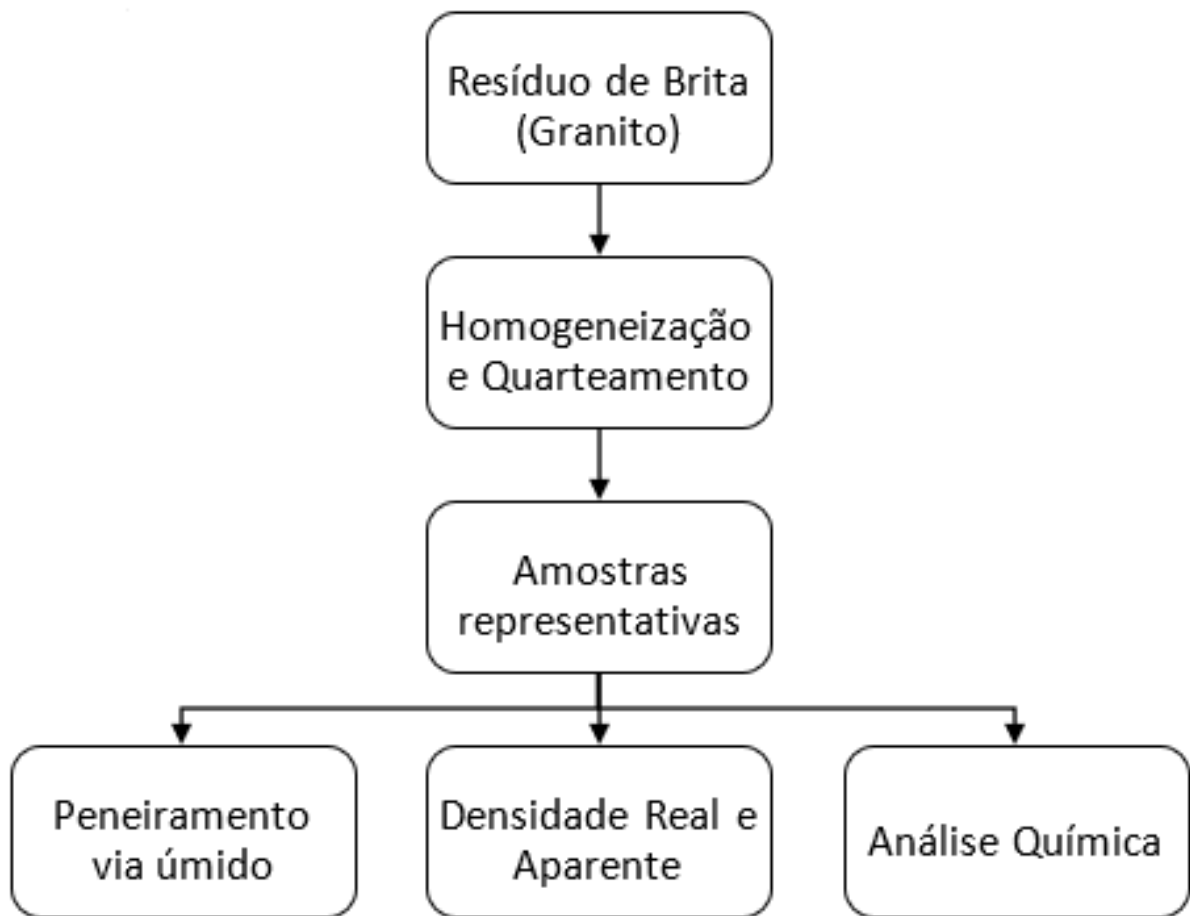 Resíduo de Brita
(Granito)
Homogeneização
e Quarteamento
Amostras
representativas
Peneiramento
via úmido
Densidade Real e
Aparente
Análise Química